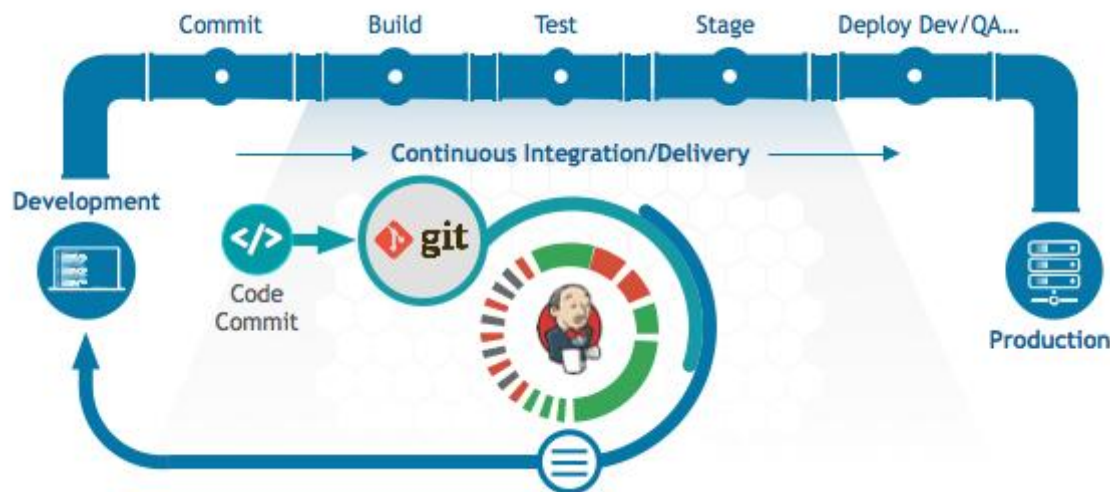 Commit
Build
Test
Stage
Deploy Dev/QA...
Continuous Integration/Delivery
Development
</>
git
Code
Commit
Production